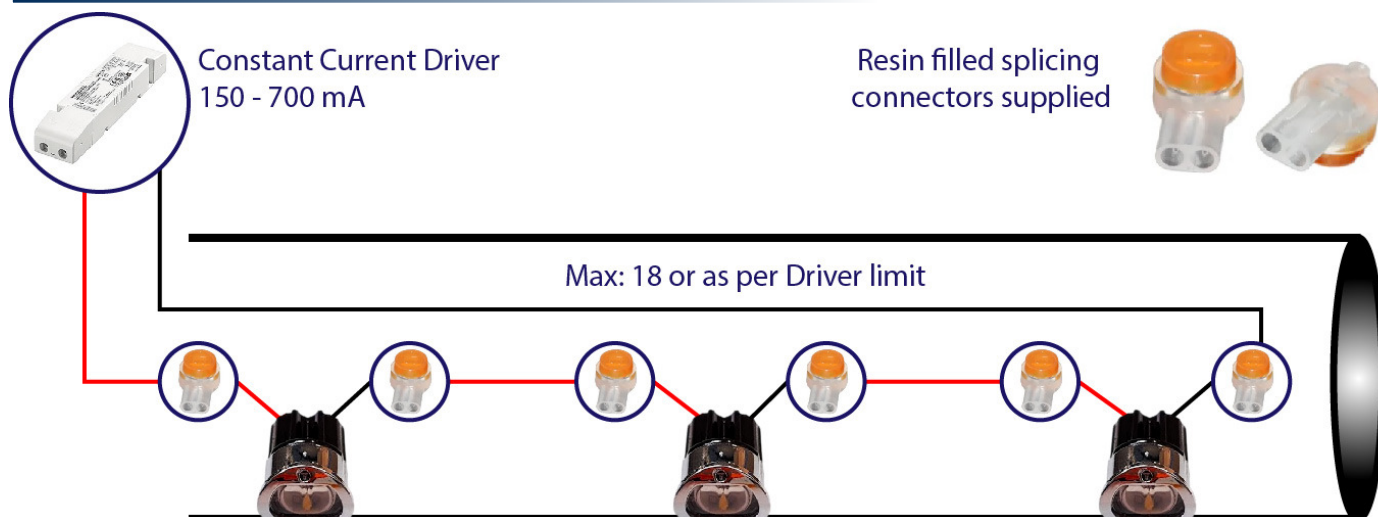 Constant Current Driver
150 - 700 mA
Resin filled splicing
connectors supplied
Max: 18 or as per Driver limit